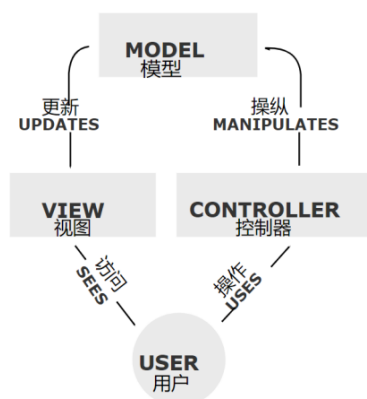 MODEL
模型
更新
UPDATES
操纵
MANIPULATES
VIEW
视图
CONTROLLER
控制器
访问
SEES
操作
USES
USER
用户